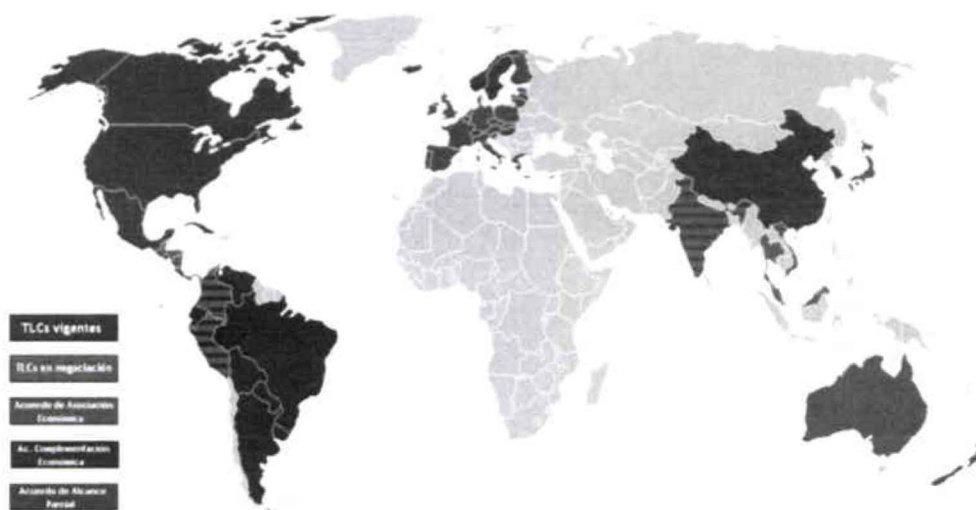 TLCs vigentes
TLCs en negociación
Acuerdo de Asociación
Económica
Ac. Complementación
Económica
Acuerdo de Alcance
Parcial